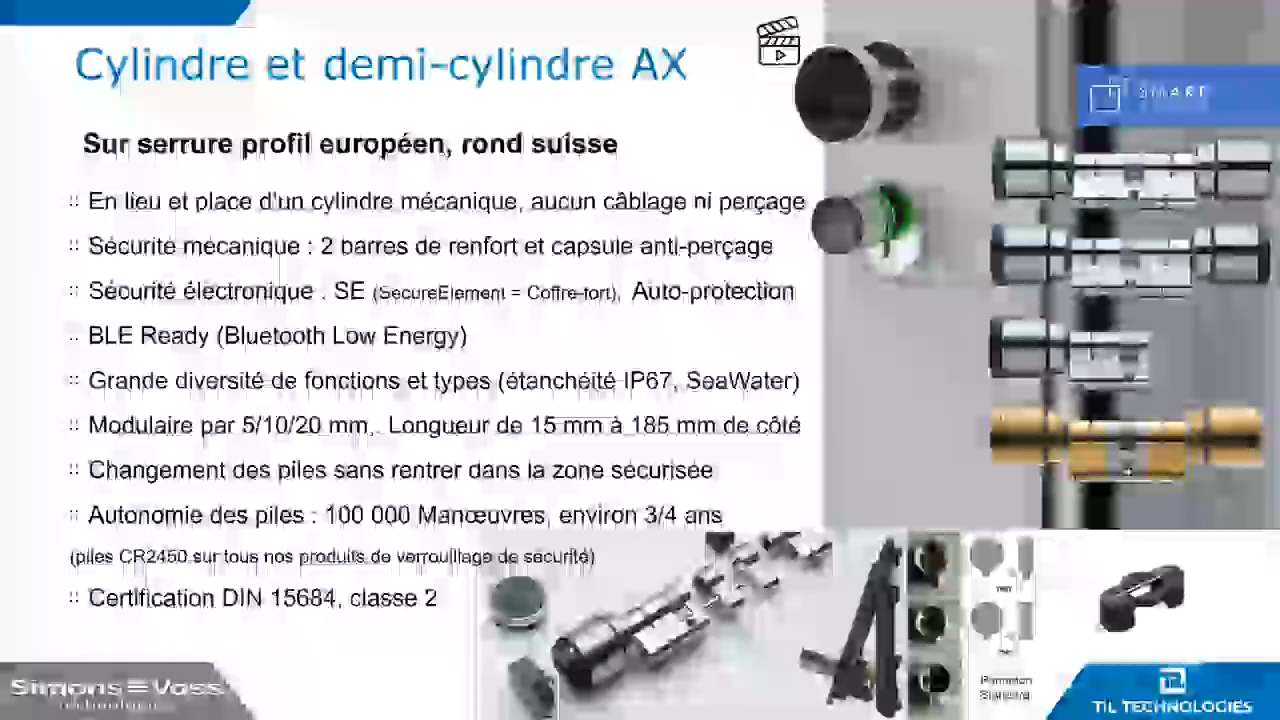 Cylindre et demi-cylindre AX
SMART
Sur serrure profil européen, rond suisse
:: En lieu et place d'un cylindre mécanique, aucun câblage ni perçage
:: Sécurité mécanique : 2 barres de renfort et capsule anti-perçage
:: Sécurité électronique : SE (SecureElement = Coffre-fort), Auto-protection
:: BLE Ready (Bluetooth Low Energy)
:: Grande diversité de fonctions et types (étanchéité IP67, SeaWater)
:: Modulaire par 5/10/20 mm,. Longueur de 15 mm à 185 mm de côté
:: Changement des piles sans rentrer dans la zone sécurisée
:: Autonomie des piles : 100 000 Manœuvres, environ 3/4 ans
(piles CR2450 sur tous nos produits de verrouillage de sécurité)
:: Certification DIN 15684, classe 2
Simons≡Voss
technologies
TIL TECHNOLOGIES